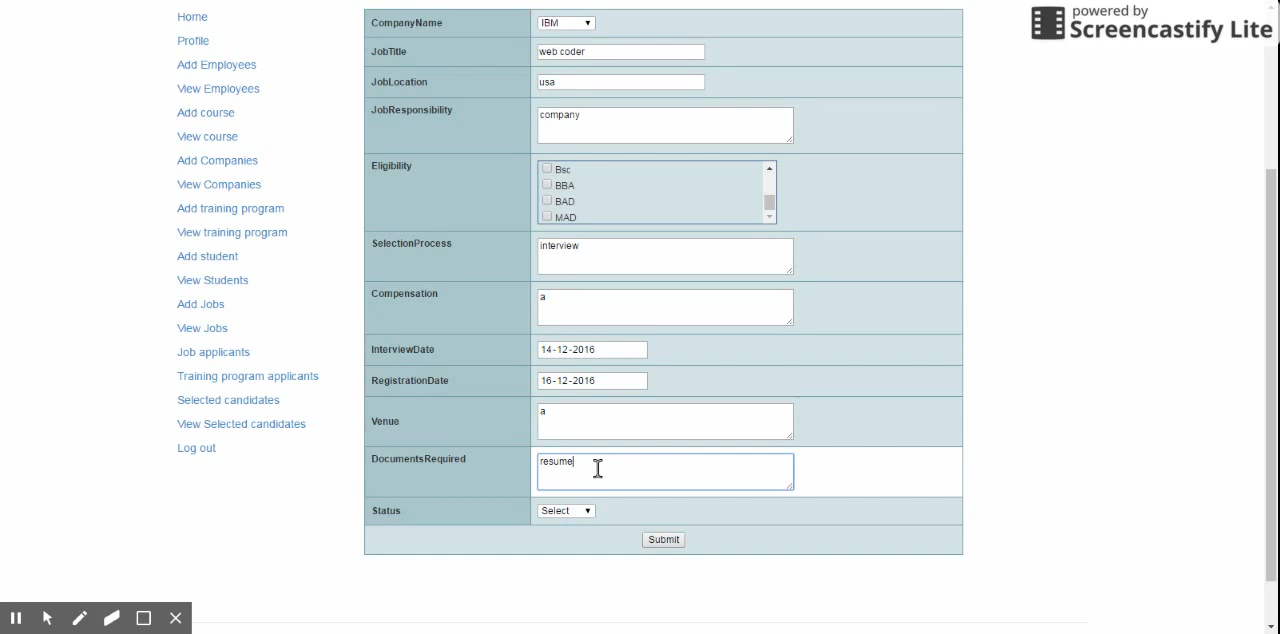 Home
Profile
Add Employees
View Employees
Add course
View course
Add Companies
View Companies
Add training program
View training program
Add student
View Students
Add Jobs
View Jobs
Job applicants
Training program applicants
Selected candidates
View Selected candidates
Log out
CompanyName IBM
JobTitle web coder
JobLocation usa
JobResponsibility company
Eligibility Bsc
BBA
BAD
MAD
SelectionProcess interview
Compensation a
InterviewDate 14-12-2016
RegistrationDate 16-12-2016
Venue a
DocumentsRequired resume
Status Select
Submit
powered by
Screencastify Lite